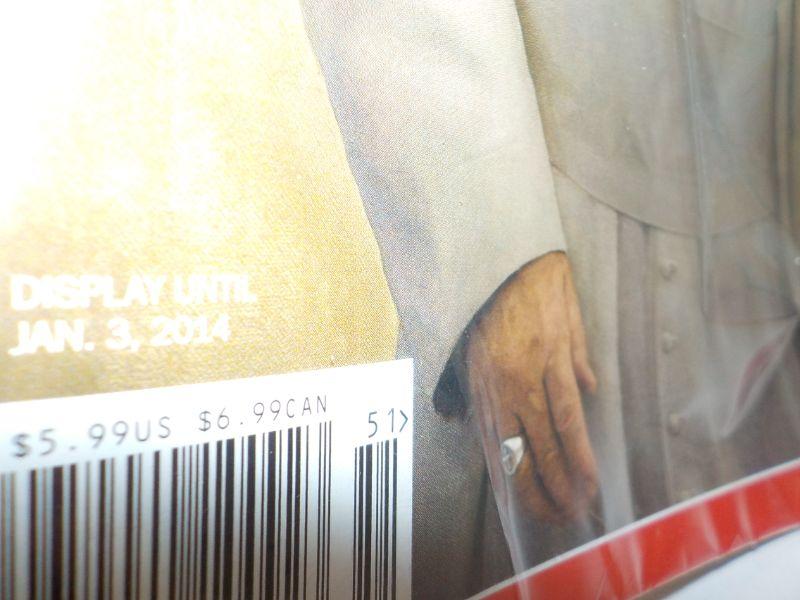 DISPLAY UNTIL
JAN. 3, 2014
$5.99US $6.99CAN
51>